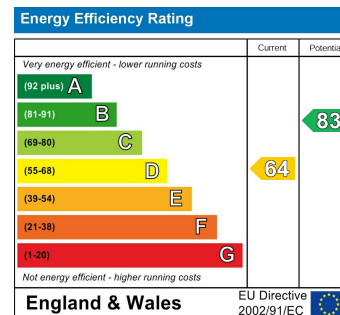 Energy Efficiency Rating
Current Potentia
Very energy efficient - lower running costs
(92 plus) A
(81-91) B
(69-80) C
(55-68) D
(39-54) E
(21-38) F
(1-20) G
83
64
Not energy efficient - higher running costs
England & Wales
EU Directive
2002/91/EC